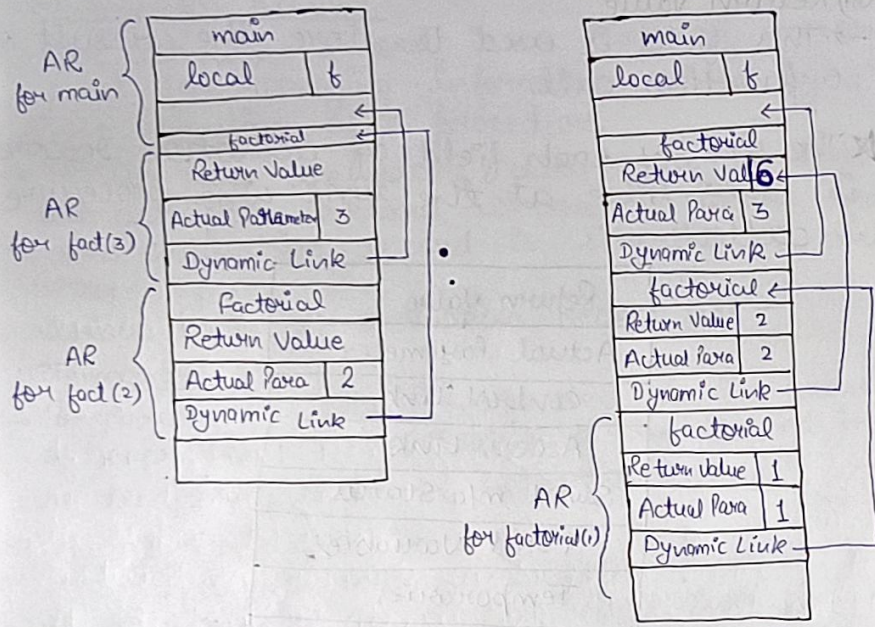 main
AR
for main
local f
factorial
Return Value
AR
for fact(3)
Actual Parameter 3
Dynamic Link
Factorial
AR
for fact(2)
Return Value
Actual Para 2
Dynamic Link
main
local f
factorial
Return Val 6
Actual Para 3
Dynamic Link
factorial
Return Value 2
Actual Para 2
Dynamic Link
factorial
AR
for factorial(1)
Return Value 1
Actual Para 1
Dynamic Link